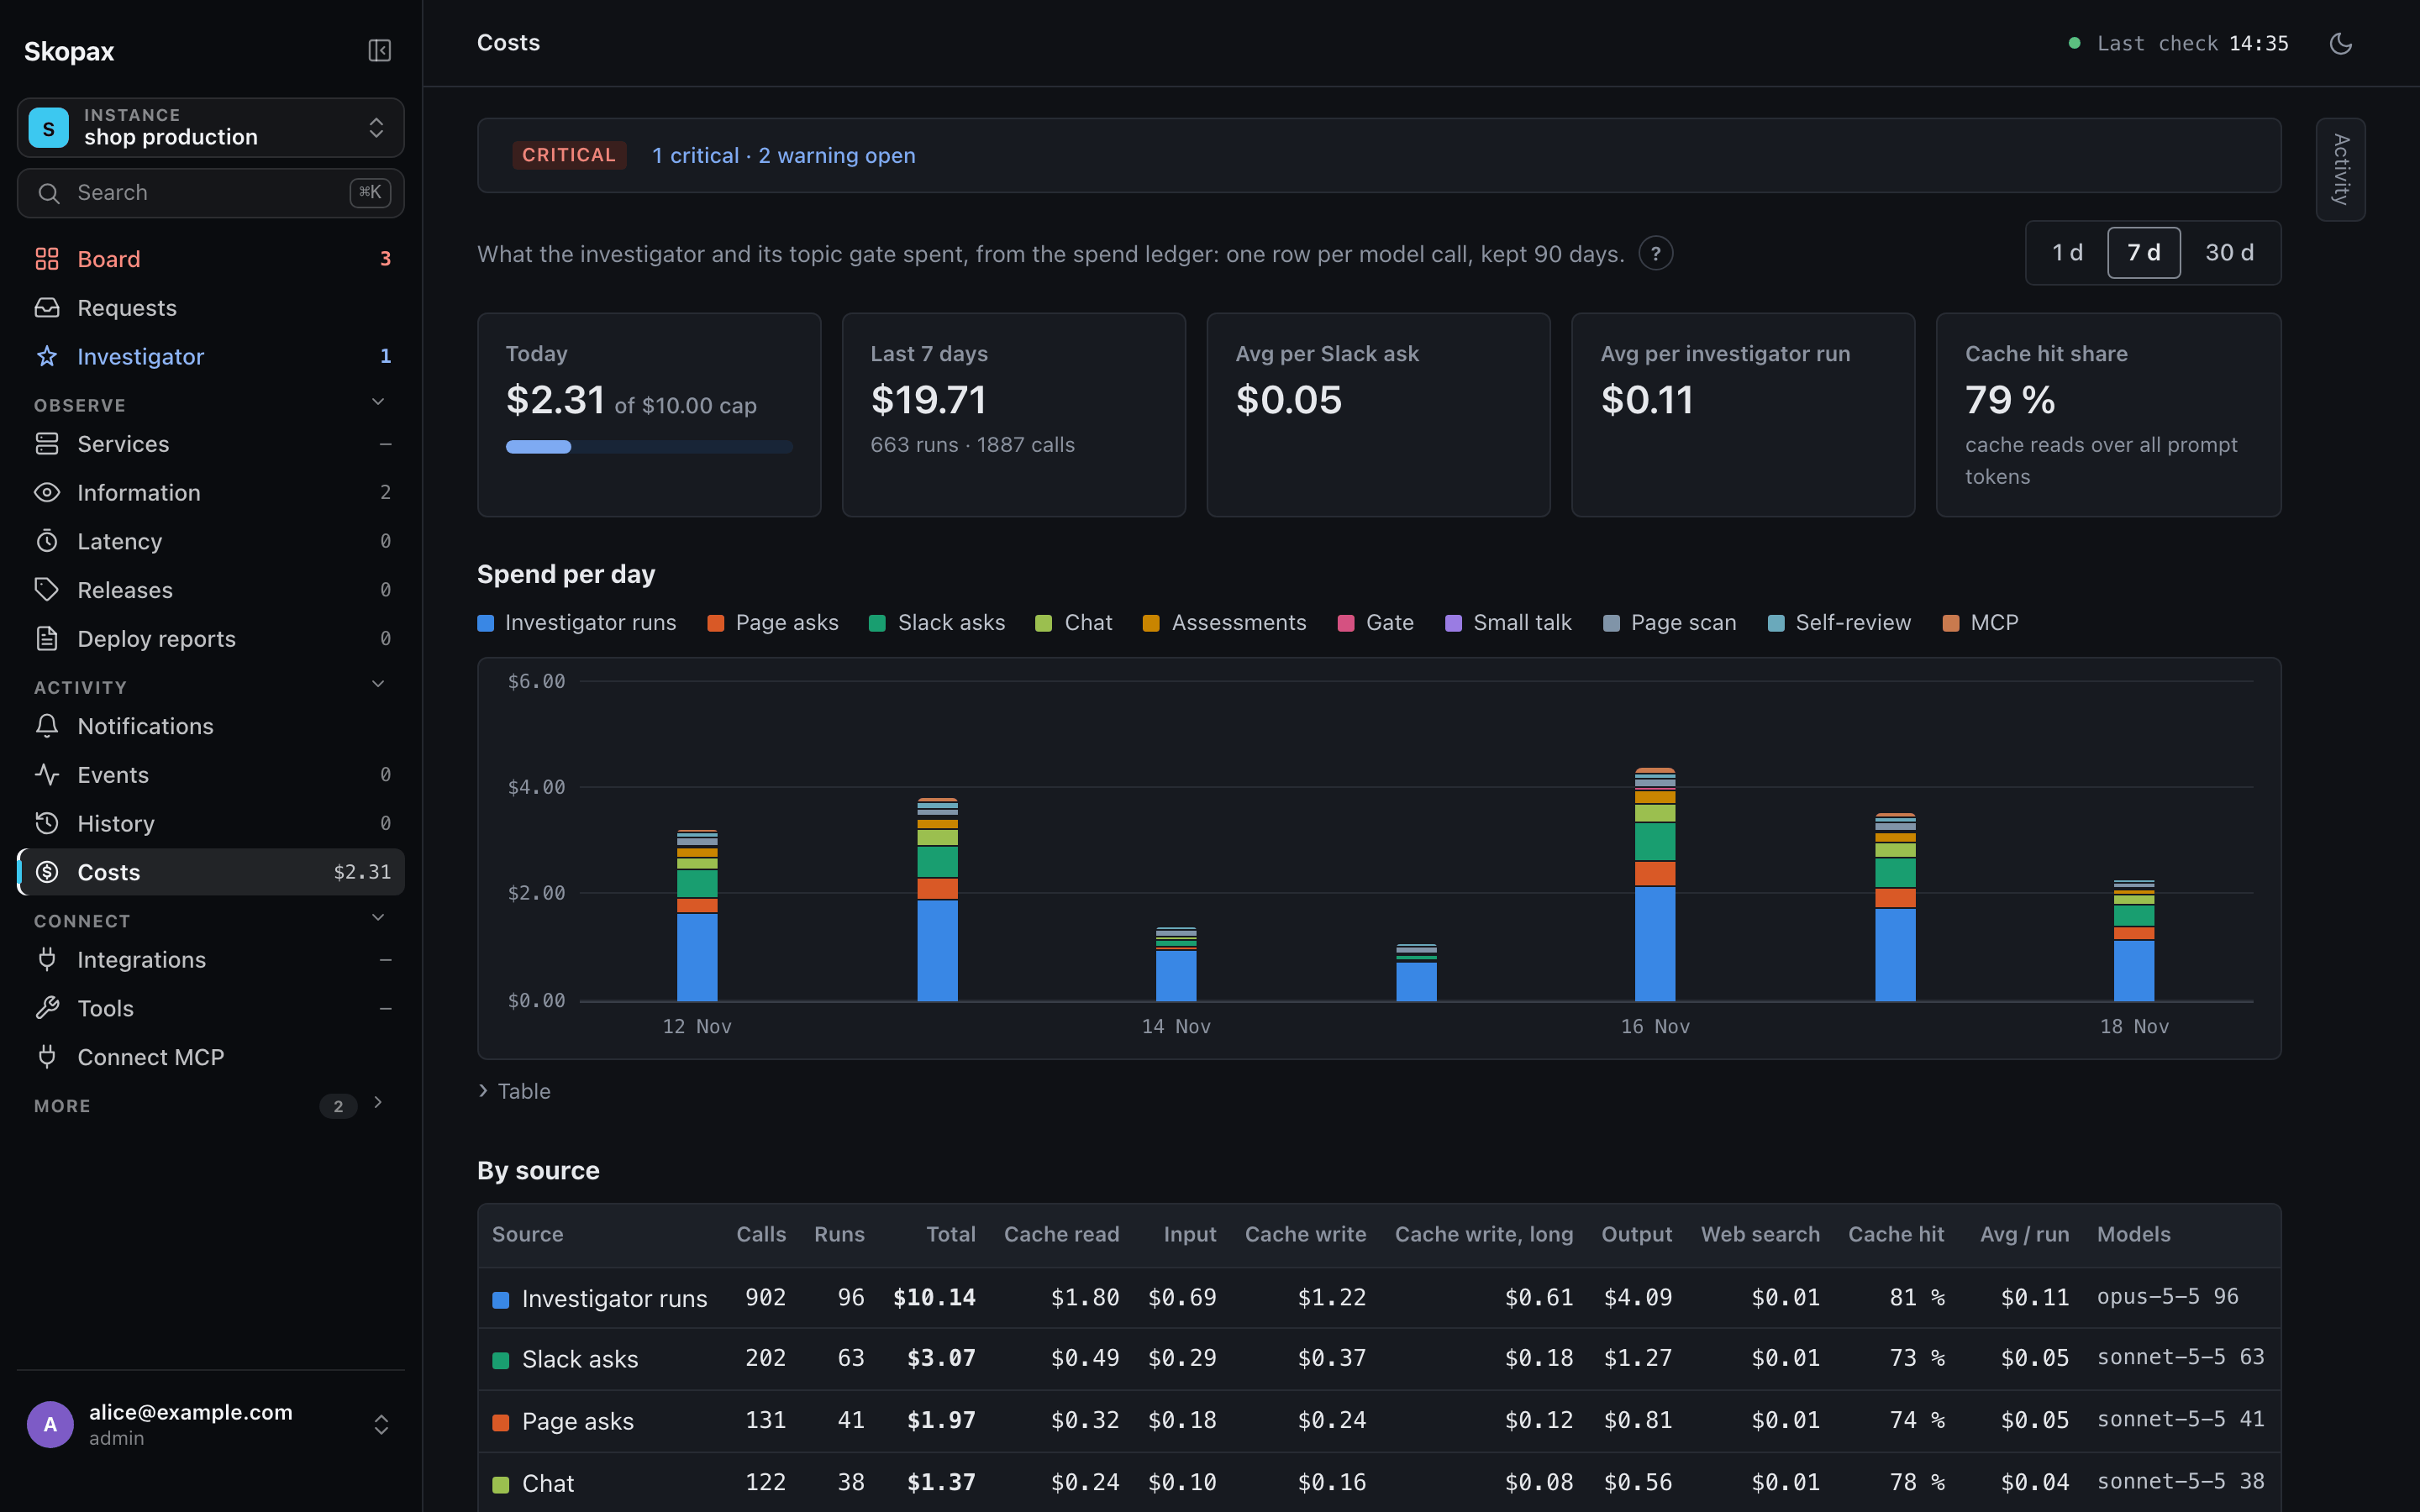 Skopax
S
INSTANCE
shop production
Search ⌘K
Board 3
Requests
Investigator 1
OBSERVE
Services –
Information 2
Latency 0
Releases 0
Deploy reports 0
ACTIVITY
Notifications
Events 0
History 0
Costs $2.31
CONNECT
Integrations –
Tools –
Connect MCP
MORE 2
A
alice@example.com
admin
Costs
Last check 14:35
Activity
CRITICAL 1 critical · 2 warning open
What the investigator and its topic gate spent, from the spend ledger: one row per model call, kept 90 days. ?
1 d 7 d 30 d
Today
$2.31 of $10.00 cap
Last 7 days
$19.71
663 runs · 1887 calls
Avg per Slack ask
$0.05
Avg per investigator run
$0.11
Cache hit share
79 %
cache reads over all prompt
tokens
Spend per day
Investigator runs Page asks Slack asks Chat Assessments Gate Small talk Page scan Self-review MCP
$6.00
$4.00
$2.00
$0.00
12 Nov 14 Nov 16 Nov 18 Nov
Table
By source
Source Calls Runs Total Cache read Input Cache write Cache write, long Output Web search Cache hit Avg / run Models
Investigator runs 902 96 $10.14 $1.80 $0.69 $1.22 $0.61 $4.09 $0.01 81 % $0.11 opus-5-5 96
Slack asks 202 63 $3.07 $0.49 $0.29 $0.37 $0.18 $1.27 $0.01 73 % $0.05 sonnet-5-5 63
Page asks 131 41 $1.97 $0.32 $0.18 $0.24 $0.12 $0.81 $0.01 74 % $0.05 sonnet-5-5 41
Chat 122 38 $1.37 $0.24 $0.10 $0.16 $0.08 $0.56 $0.01 78 % $0.04 sonnet-5-5 38